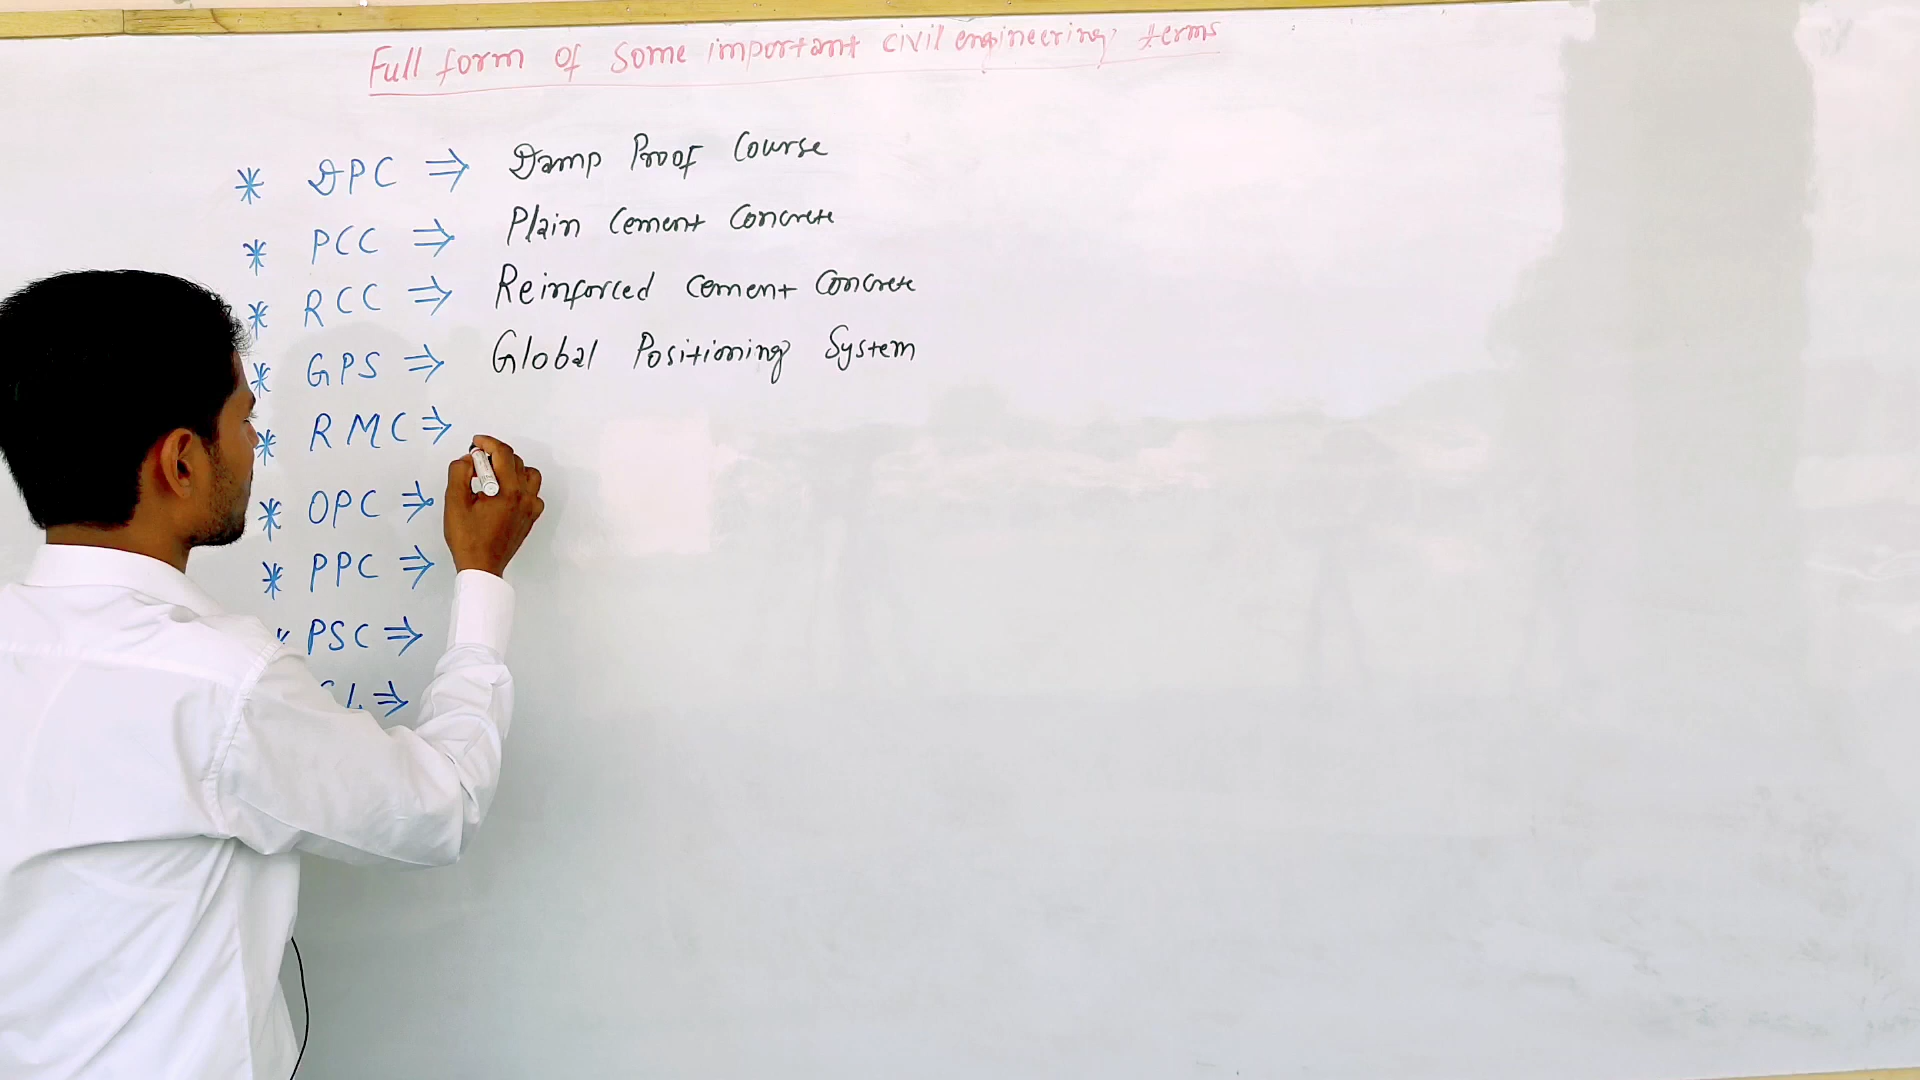 Full form of some important civil engineering terms
* DPC ⇒ Damp Proof Course
* PCC ⇒ Plain Cement Concrete
* RCC ⇒ Reinforced cement concrete
* GPS ⇒ Global Positioning System
* RMC ⇒
* OPC ⇒
* PPC ⇒
* PSC ⇒
L ⇒